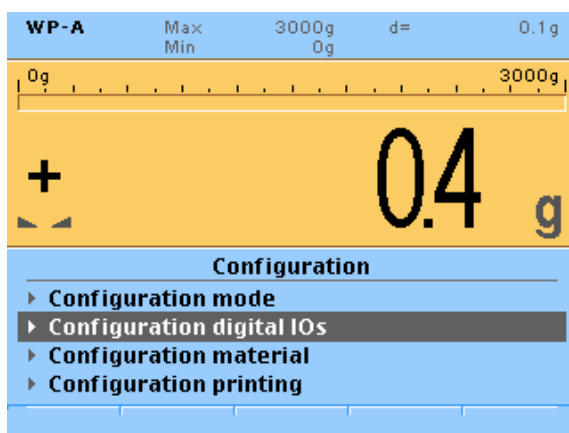 WP-A Max 3000g d= 0.1g
Min 0g
0g 3000g
+ 0.4 g
Configuration
Configuration mode
Configuration digital IOs
Configuration material
Configuration printing